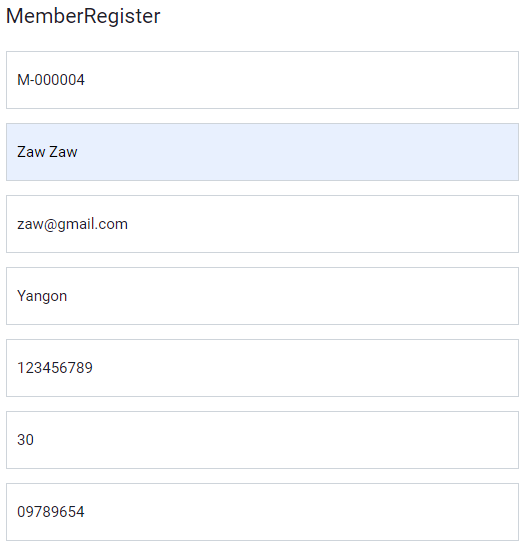 MemberRegister
M-000004
Zaw Zaw
zaw@gmail.com
Yangon
123456789
30
09789654